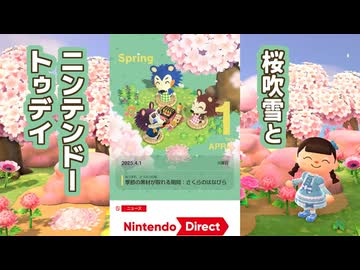 桜吹雪と
ニンテンドー
トゥデイ
Spring
1
APR
2025.4.1
季節の素材が採れる期間：さくらのはなびら
ニュース
Nintendo Direct